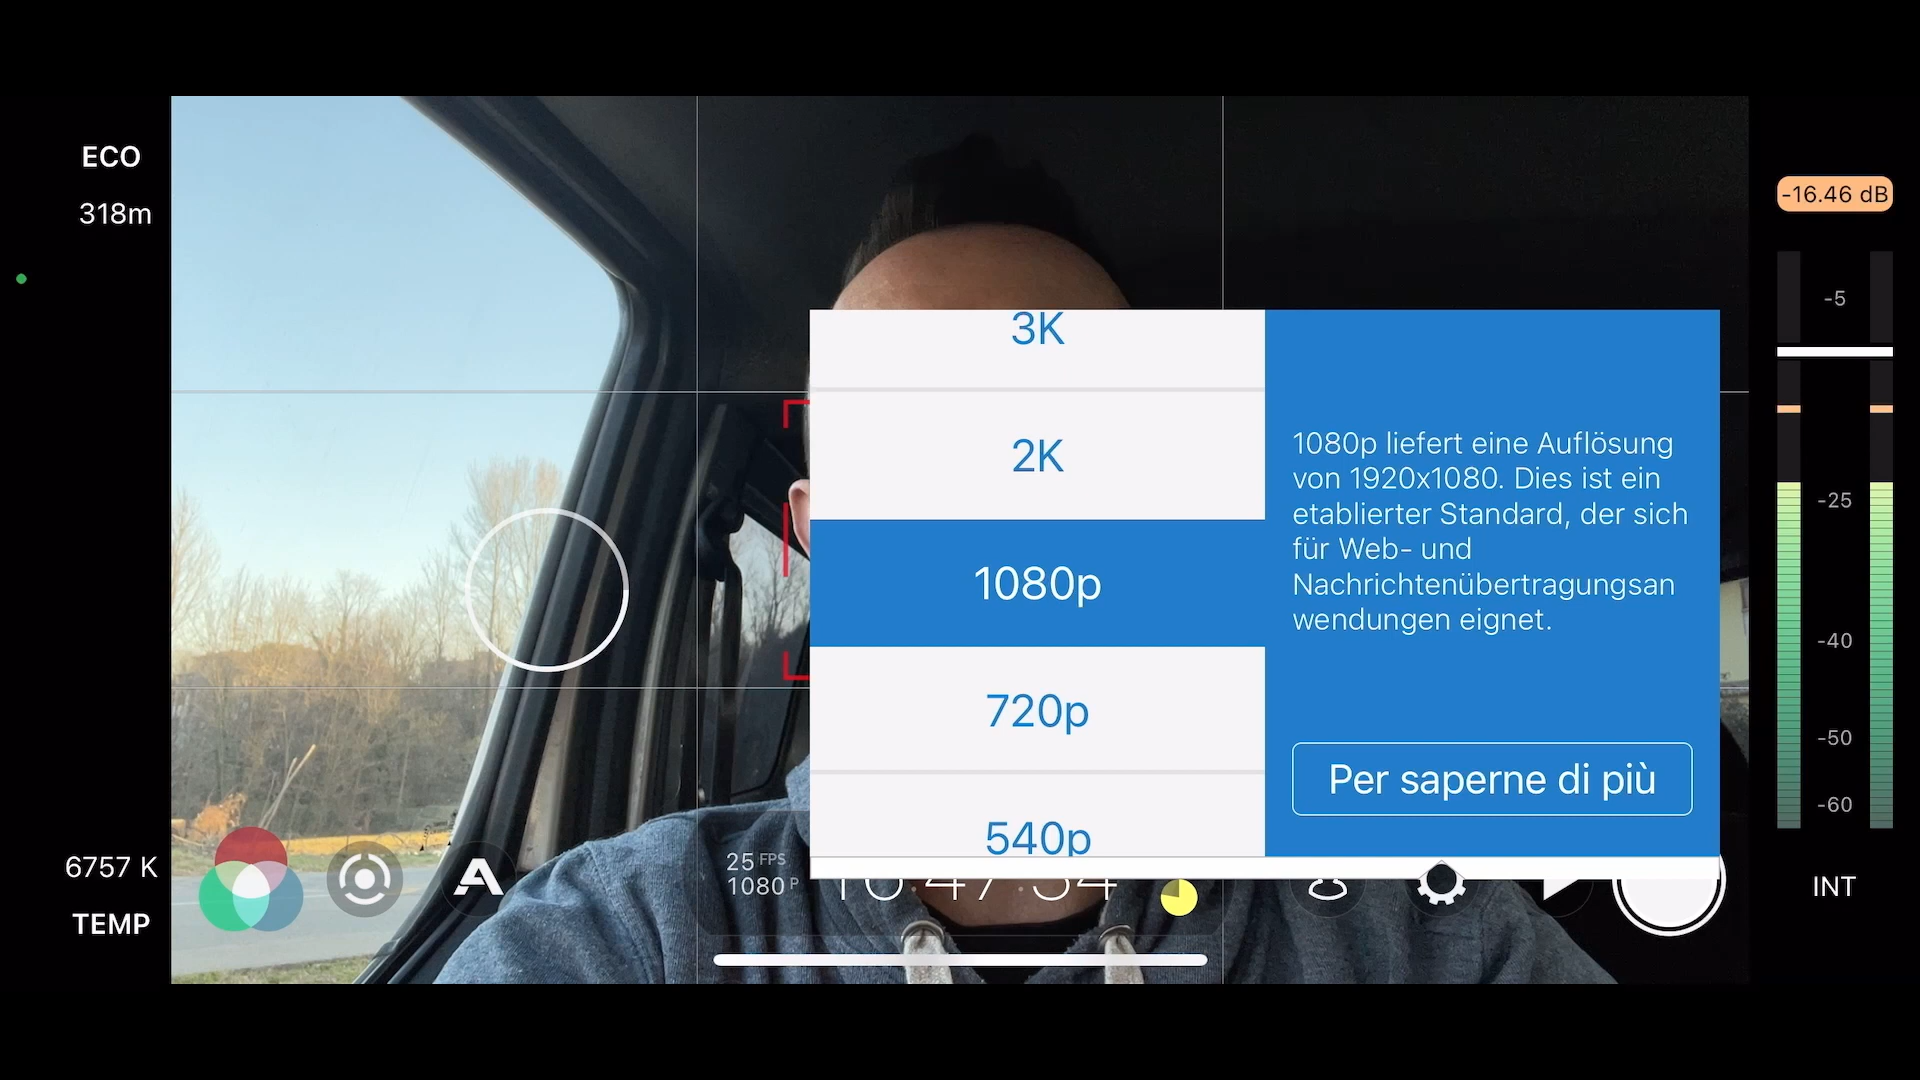 ECO
318m
-16.46 dB
-5
-25
-40
-50
-60
3K
2K
1080p
720p
540p
1080p liefert eine Auflösung
von 1920x1080. Dies ist ein
etablierter Standard, der sich
für Web- und
Nachrichtenübertragungsan
wendungen eignet.
Per saperne di più
6757 K
TEMP
A
25 FPS
1080 P
INT